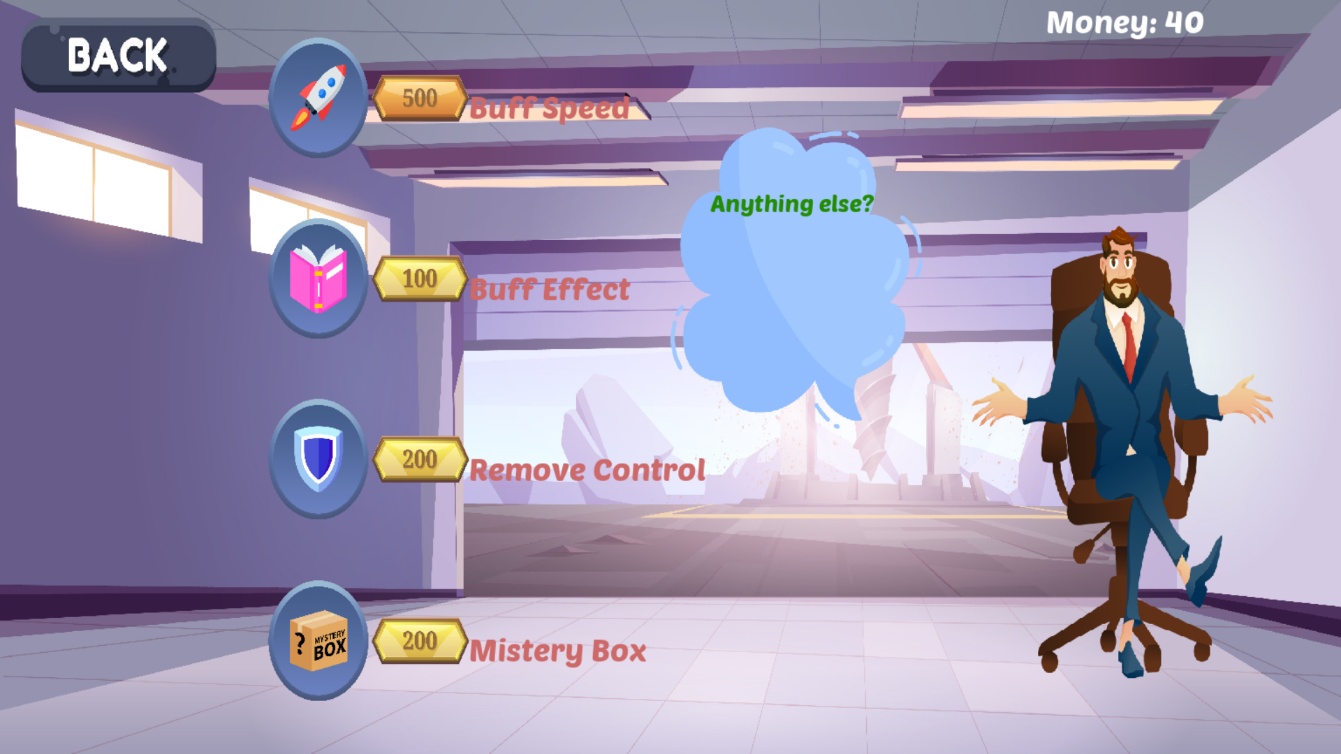 BACK
Money: 40
500
Buff Speed
Anything else?
100
Buff Effect
200
Remove Control
? MYSTERY
BOX
200
Mistery Box